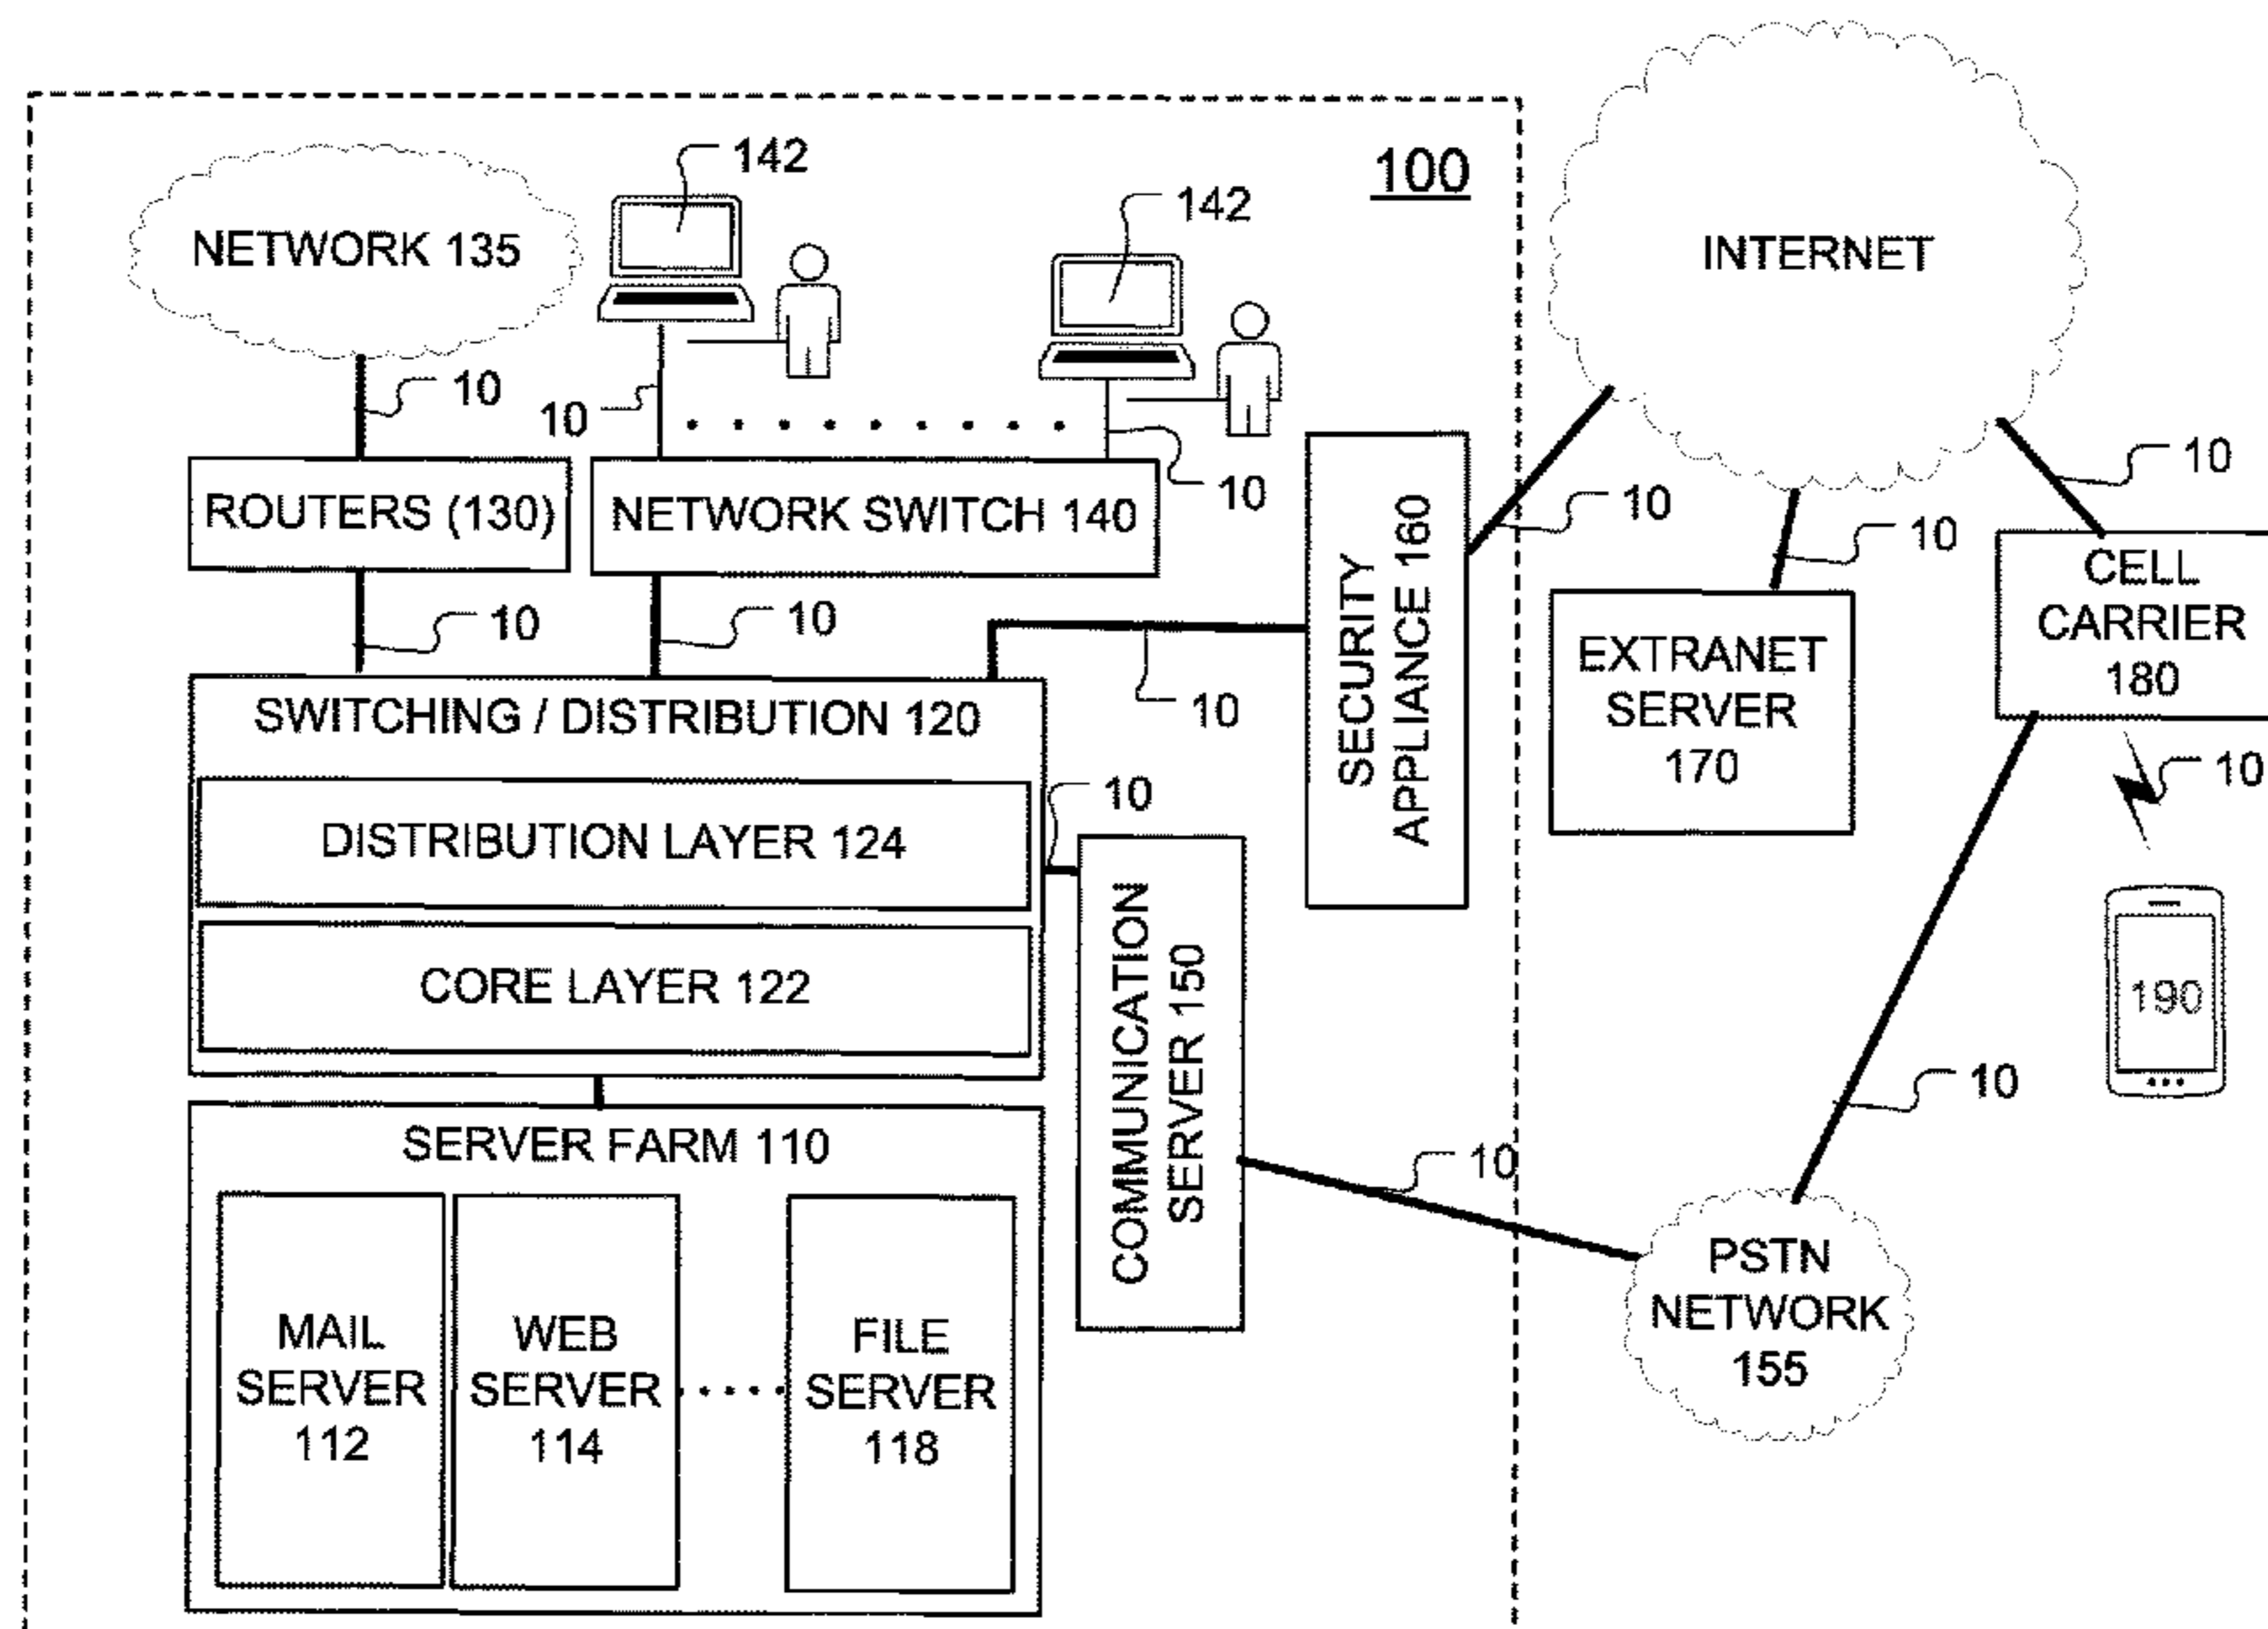 142
100
142
NETWORK 135
INTERNET
10
10
10
10
10
10
ROUTERS (130)
NETWORK SWITCH 140
SECURITY
APPLIANCE 160
CELL
CARRIER
180
10
10
10
EXTRANET
SERVER
170
SWITCHING / DISTRIBUTION 120
10
10
DISTRIBUTION LAYER 124
CORE LAYER 122
COMMUNICATION
SERVER 150
190
10
SERVER FARM 110
10
MAIL
SERVER
112
WEB
SERVER
114
FILE
SERVER
118
PSTN
NETWORK
155